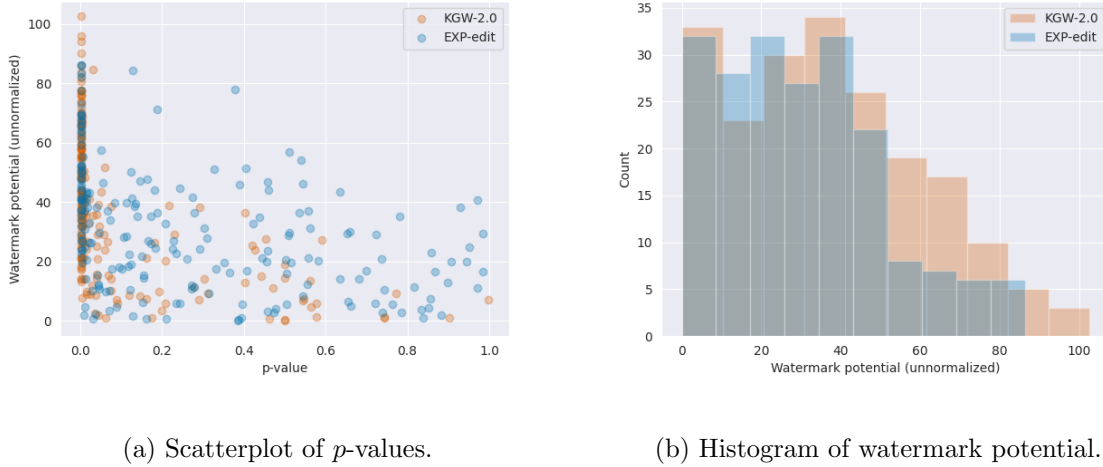 100
80
60
40
20
0
Watermark potential (unnormalized)
0.0 0.2 0.4 0.6 0.8 1.0
p-value
KGW-2.0
EXP-edit
(a) Scatterplot of p-values.
35
30
25
20
15
10
5
0
Count
0 20 40 60 80 100
Watermark potential (unnormalized)
KGW-2.0
EXP-edit
(b) Histogram of watermark potential.